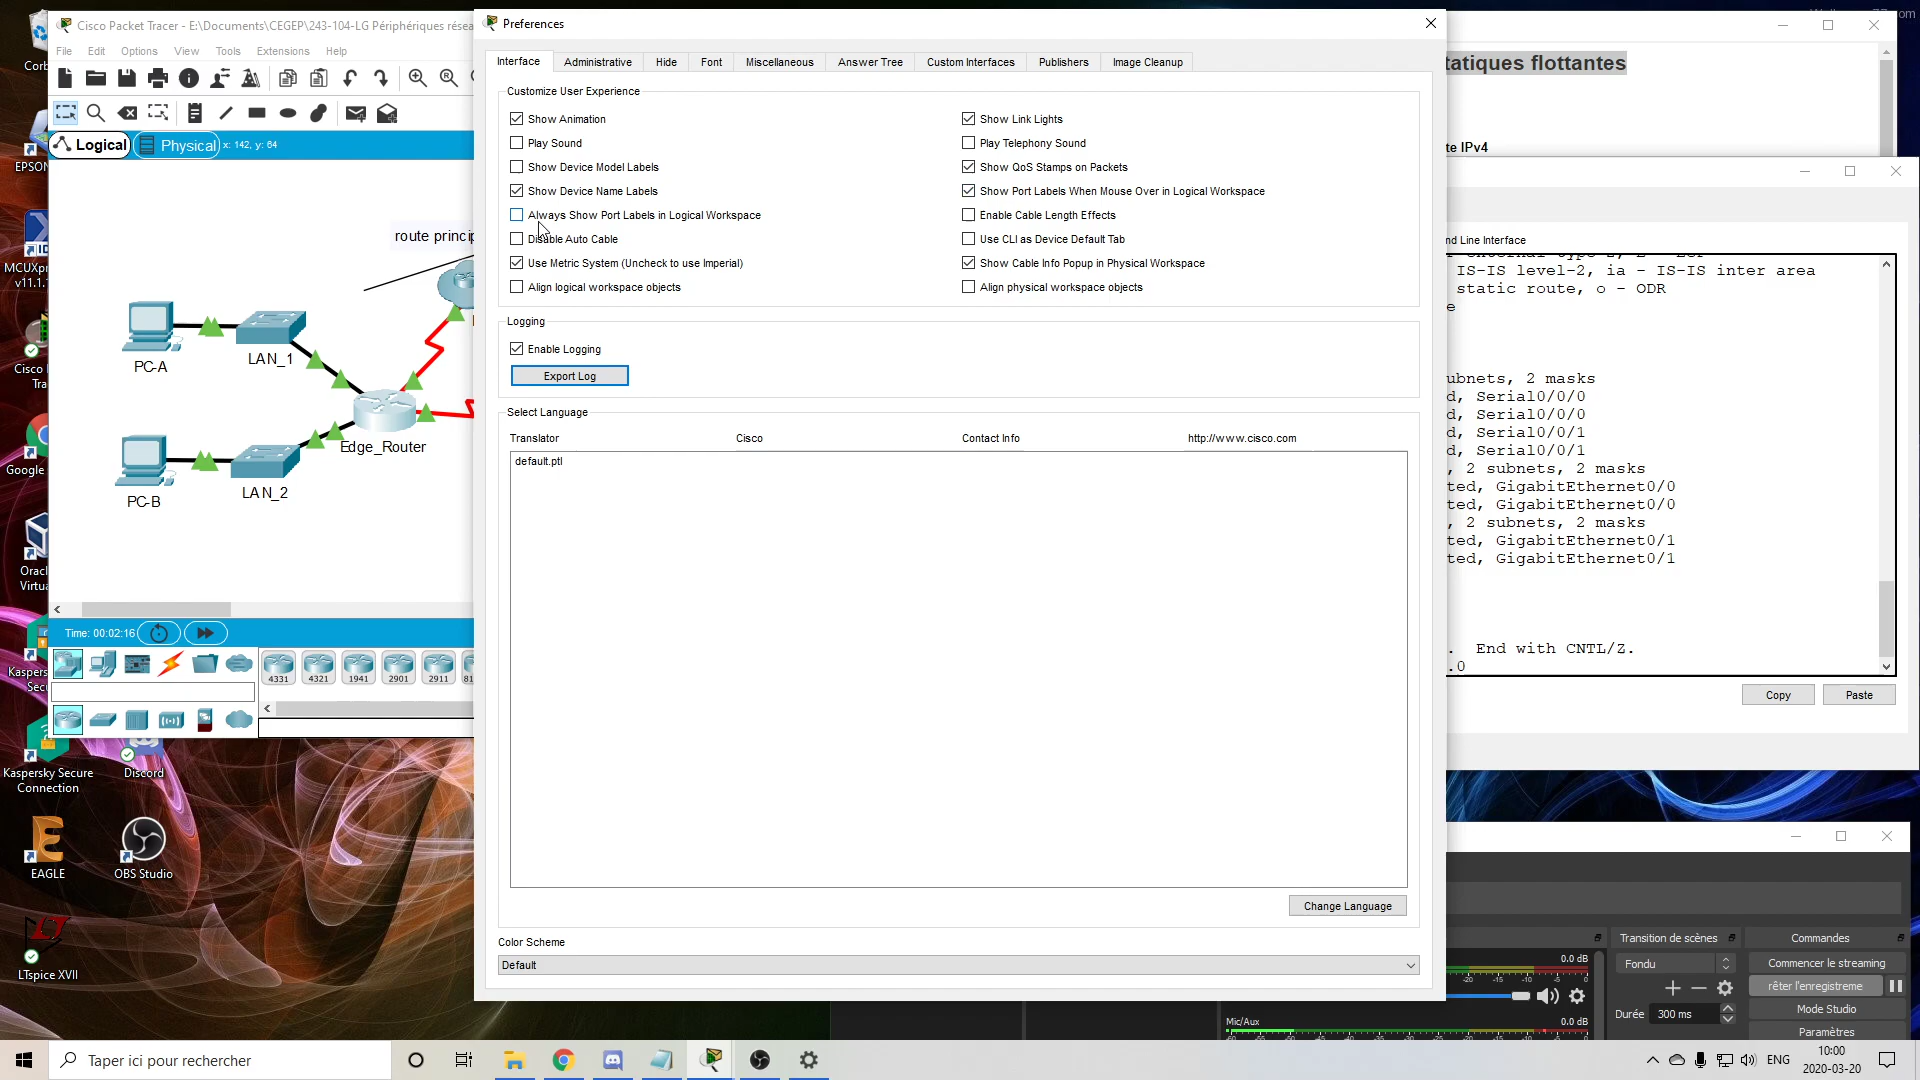 Cisco Packet Tracer - E:\Documents\CEGEP\243-104-LG Périphériques résea
File Edit Options View Tools Extensions Help
Logical Physical x: 142, y: 64
route princip
PC-A
LAN_1
Edge_Router
PC-B
LAN_2
Time: 00:02:16
4331 4321 1941 2901 2911 81
Preferences
Interface Administrative Hide Font Miscellaneous Answer Tree Custom Interfaces Publishers Image Cleanup
Customize User Experience
Show Animation
Show Link Lights
Play Sound
Play Telephony Sound
Show Device Model Labels
Show QoS Stamps on Packets
Show Device Name Labels
Show Port Labels When Mouse Over in Logical Workspace
Always Show Port Labels in Logical Workspace
Enable Cable Length Effects
Disable Auto Cable
Use CLI as Device Default Tab
Use Metric System (Uncheck to use Imperial)
Show Cable Info Popup in Physical Workspace
Align logical workspace objects
Align physical workspace objects
Logging
Enable Logging
Export Log
Select Language
Translator Cisco Contact Info http://www.cisco.com
default.ptl
Change Language
Color Scheme
Default
tatiques flottantes
te IPv4
nd Line Interface
IS-IS level-2, ia - IS-IS inter area
static route, o - ODR
e
ubnets, 2 masks
d, Serial0/0/0
d, Serial0/0/0
d, Serial0/0/1
d, Serial0/0/1
, 2 subnets, 2 masks
ted, GigabitEthernet0/0
ted, GigabitEthernet0/0
, 2 subnets, 2 masks
ted, GigabitEthernet0/1
ted, GigabitEthernet0/1
. End with CNTL/Z.
.0
Copy Paste
Transition de scènes Commandes
0.0 dB
Fondu
Commencer le streaming
rêter l'enregistreme
Durée 300 ms
Mode Studio
Mic/Aux 0.0 dB
Paramètres
Corb
EPSON
MCUXpr
v11.1.
Cisco
Tra
Google
Orac
Virtua
Kaspers
Secu
Kaspersky Secure
Connection
Discord
EAGLE
OBS Studio
LTspice XVII
Taper ici pour rechercher
ENG
10:00
2020-03-20